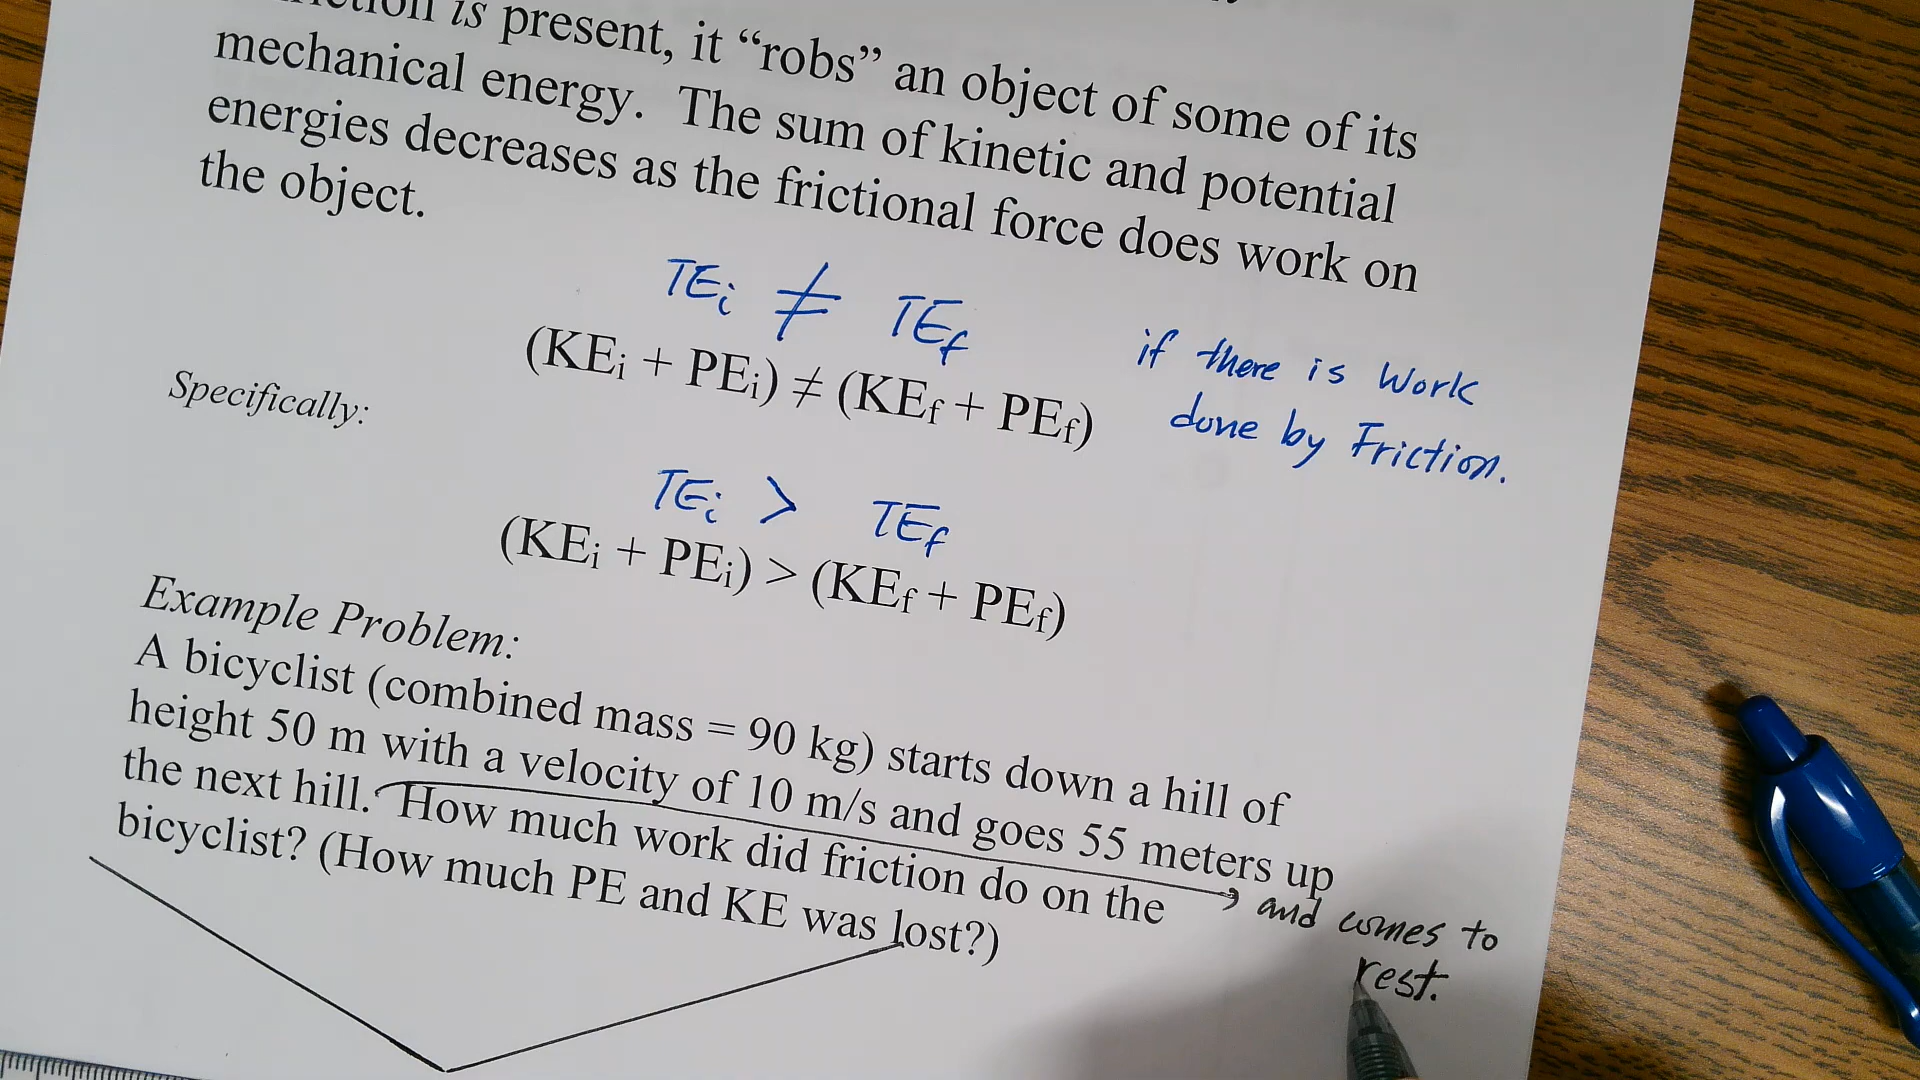 is present, it “robs” an object of some of its
mechanical energy. The sum of kinetic and potential
energies decreases as the frictional force does work on
the object.
TEi ≠ TEf
if there is Work
done by Friction.
(KEi + PEi) ≠ (KEf + PEf)
Specifically:
TEi > TEf
(KEi + PEi) > (KEf + PEf)
Example Problem:
A bicyclist (combined mass = 90 kg) starts down a hill of
height 50 m with a velocity of 10 m/s and goes 55 meters up
the next hill. How much work did friction do on the
and comes to
rest.
bicyclist? (How much PE and KE was lost?)